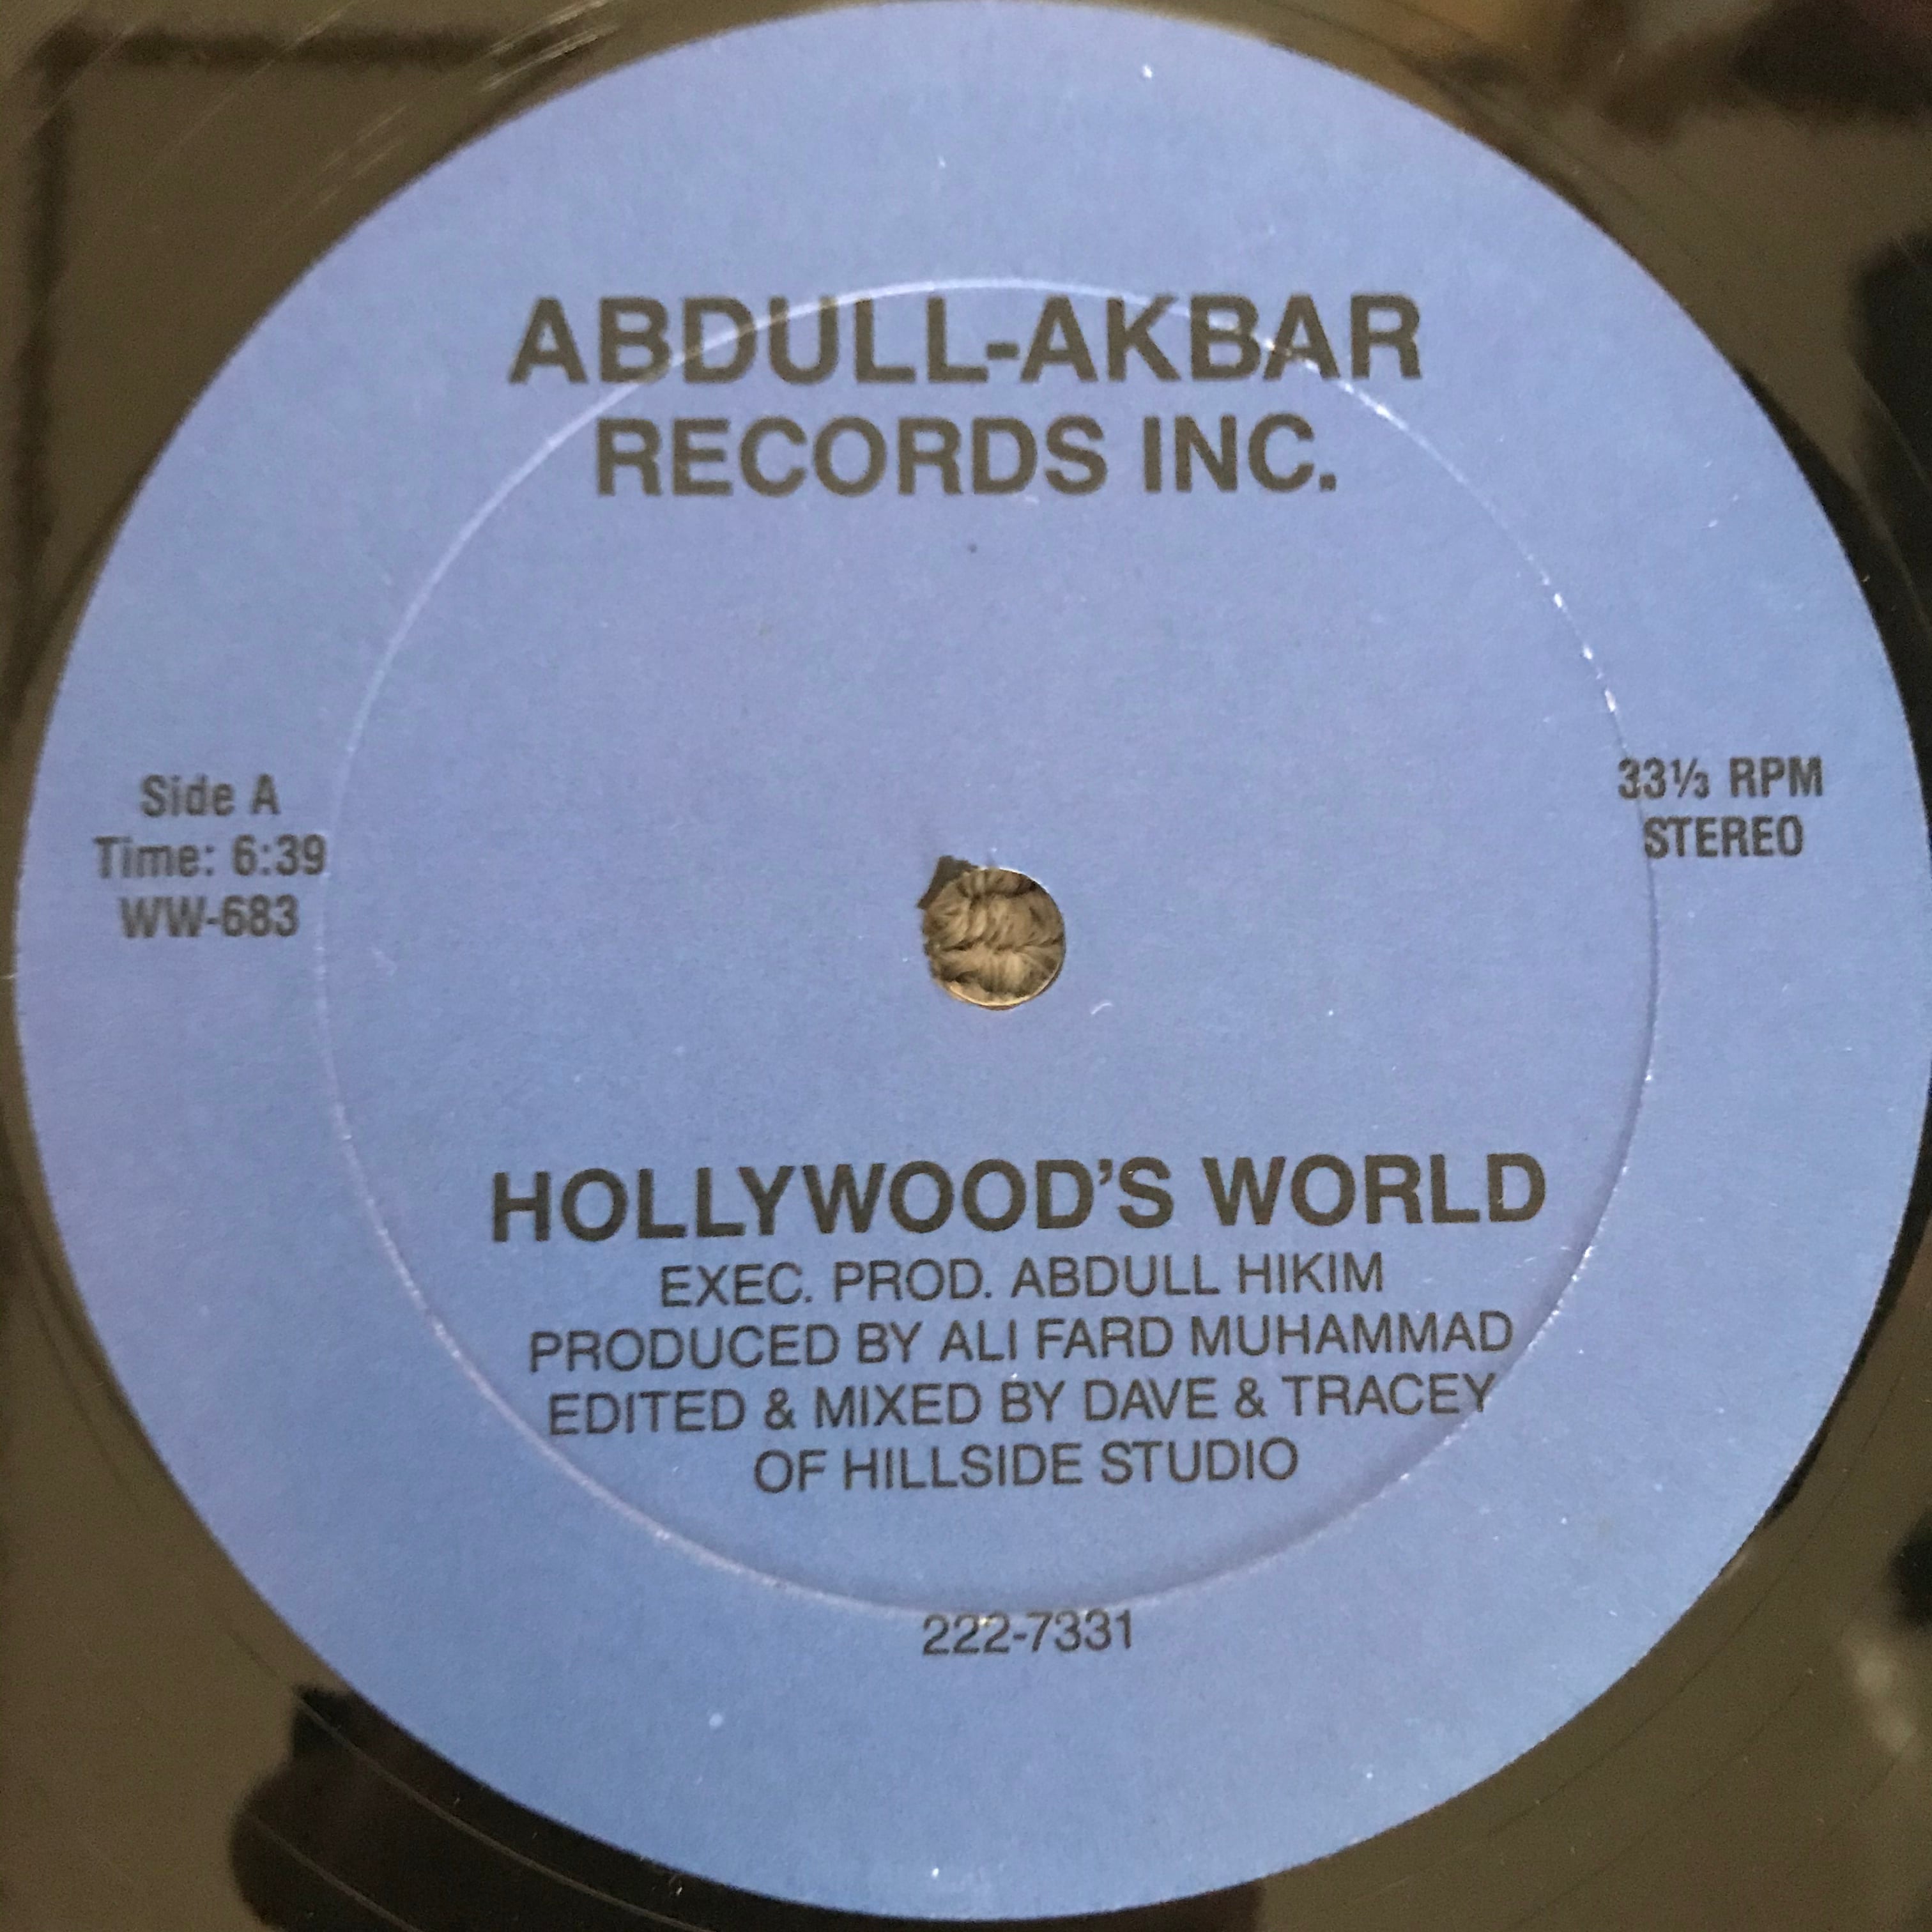 ABDULL-AKBAR
RECORDS INC.
Side A
Time: 6:39
WW-683
33⅓ RPM
STEREO
HOLLYWOOD'S WORLD
EXEC. PROD. ABDULL HIKIM
PRODUCED BY ALI FARD MUHAMMAD
EDITED & MIXED BY DAVE & TRACEY
OF HILLSIDE STUDIO
222-7331